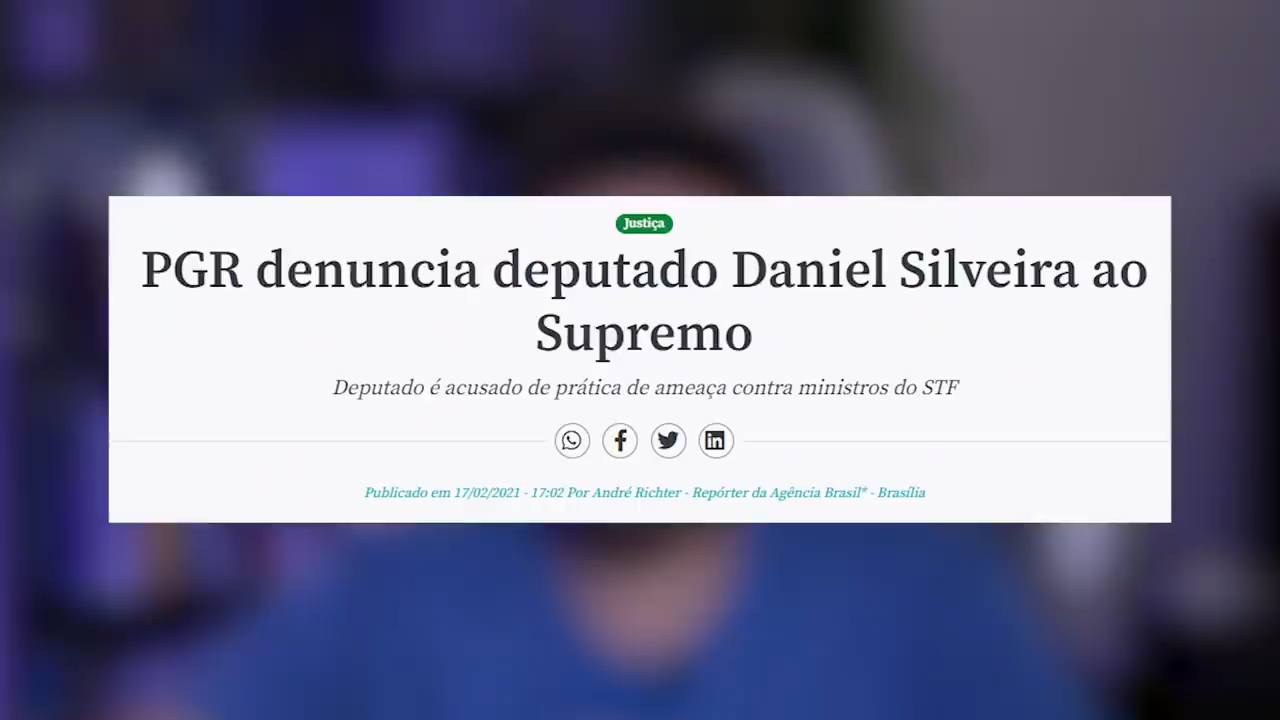 Justiça
PGR denuncia deputado Daniel Silveira ao
Supremo
Deputado é acusado de prática de ameaça contra ministros do STF
Publicado em 17/02/2021 - 17:02 Por André Richter - Repórter da Agência Brasil* - Brasília